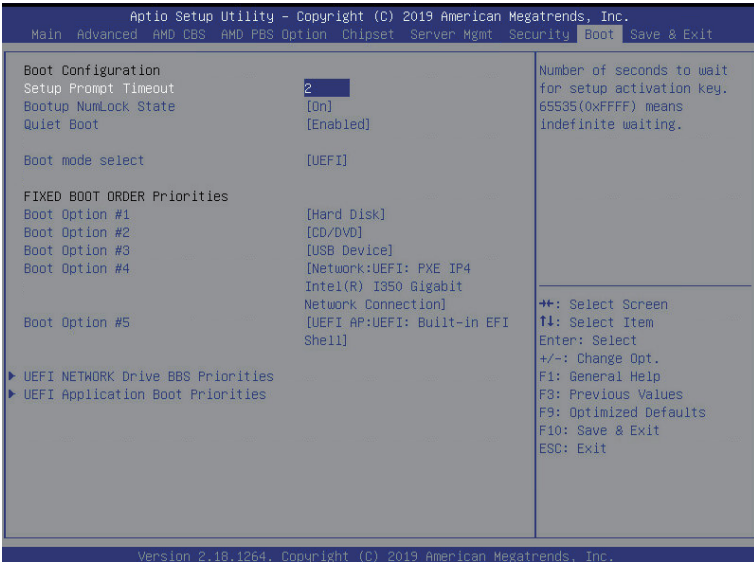 Aptio Setup Utility – Copyright (C) 2019 American Megatrends, Inc.
Main Advanced AMD CBS AMD PBS Option Chipset Server Mgmt Security Boot Save & Exit
Boot Configuration
Setup Prompt Timeout 2
Bootup NumLock State [On]
Quiet Boot [Enabled]
Boot mode select [UEFI]
FIXED BOOT ORDER Priorities
Boot Option #1 [Hard Disk]
Boot Option #2 [CD/DVD]
Boot Option #3 [USB Device]
Boot Option #4 [Network:UEFI: PXE IP4
Intel(R) I350 Gigabit
Network Connection]
Boot Option #5 [UEFI AP:UEFI: Built-in EFI
Shell]
UEFI NETWORK Drive BBS Priorities
UEFI Application Boot Priorities
Number of seconds to wait
for setup activation key.
65535(0xFFFF) means
indefinite waiting.
→←: Select Screen
↑↓: Select Item
Enter: Select
+/-: Change Opt.
F1: General Help
F3: Previous Values
F9: Optimized Defaults
F10: Save & Exit
ESC: Exit
Version 2.18.1264. Copyright (C) 2019 American Megatrends, Inc.